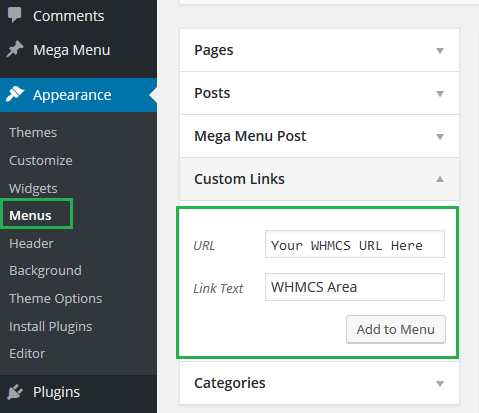 Comments
Mega Menu
Appearance
Themes
Customize
Widgets
Menus
Header
Background
Theme Options
Install Plugins
Editor
Plugins
Pages
Posts
Mega Menu Post
Custom Links
URL Your WHMCS URL Here
Link Text WHMCS Area
Add to Menu
Categories